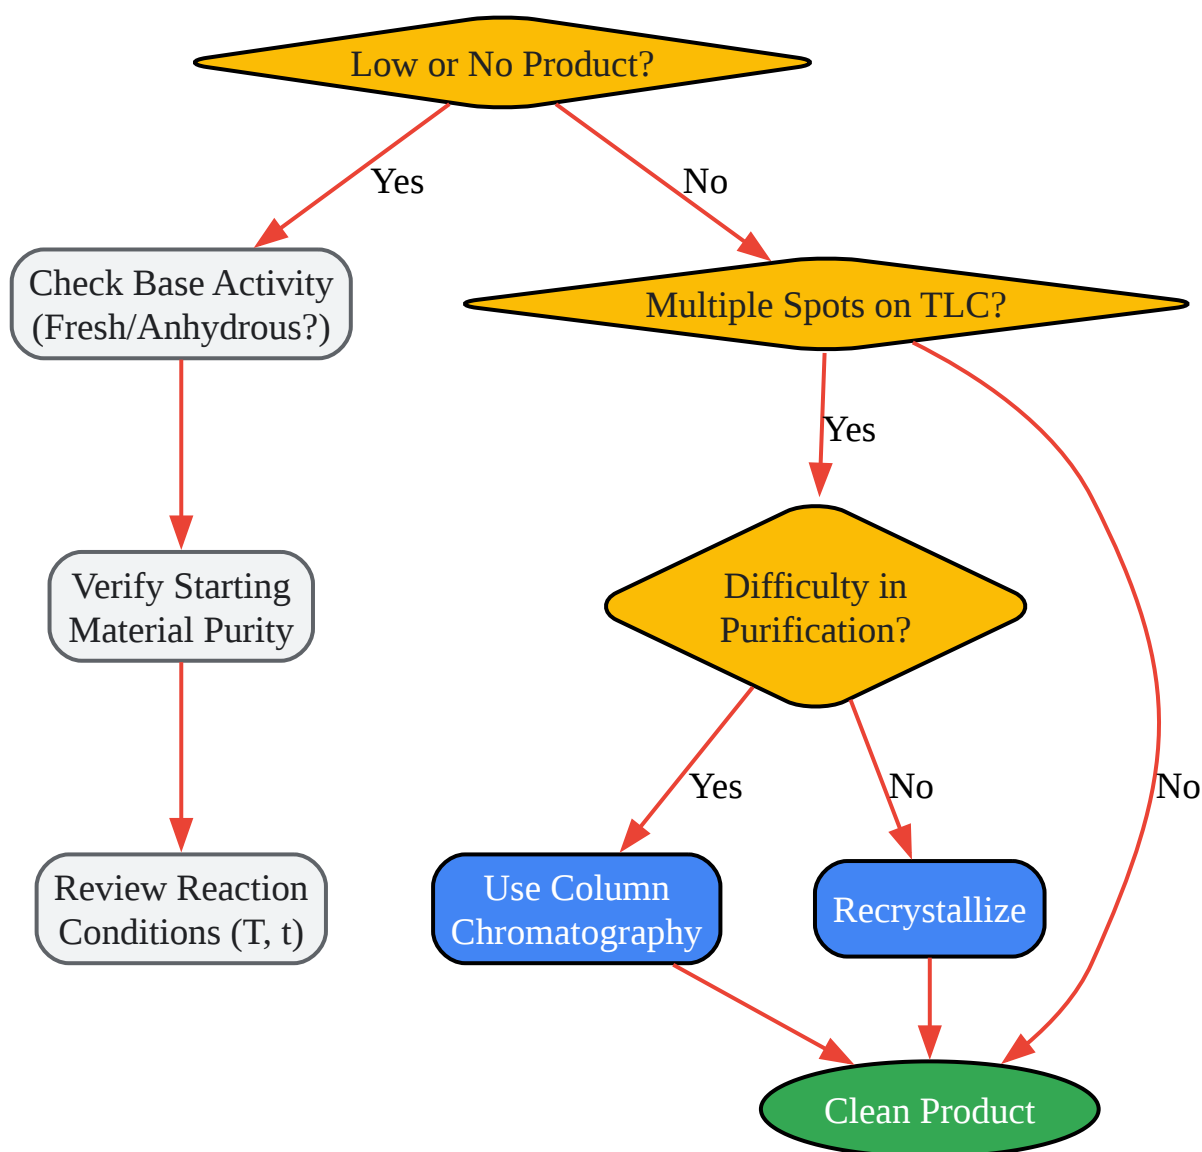 Low or No Product?
Yes
No
Check Base Activity
(Fresh/Anhydrous?)
Multiple Spots on TLC?
Yes
Verify Starting
Material Purity
Difficulty in
Purification?
Yes
No
No
Review Reaction
Conditions (T, t)
Use Column
Chromatography
Recrystallize
Clean Product